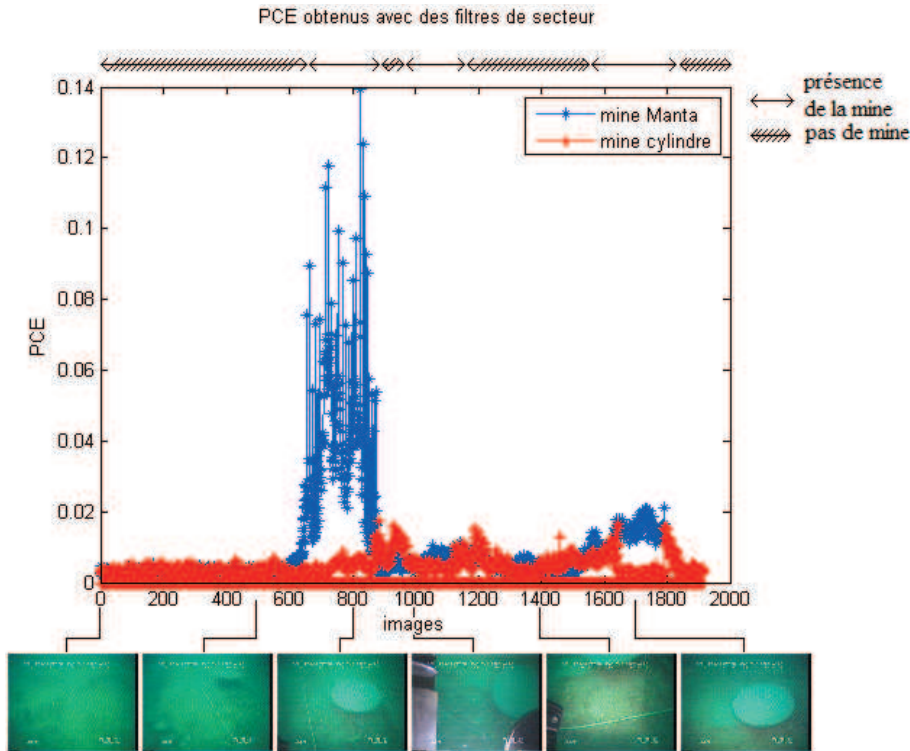 PCE obtenus avec des filtres de secteur
présence
de la mine
pas de mine
mine Manta
mine cylindre
0.14
0.12
0.1
0.08
0.06
0.04
0.02
0
PCE
0 200 400 600 800 1000 1200 1400 1600 1800 2000
images